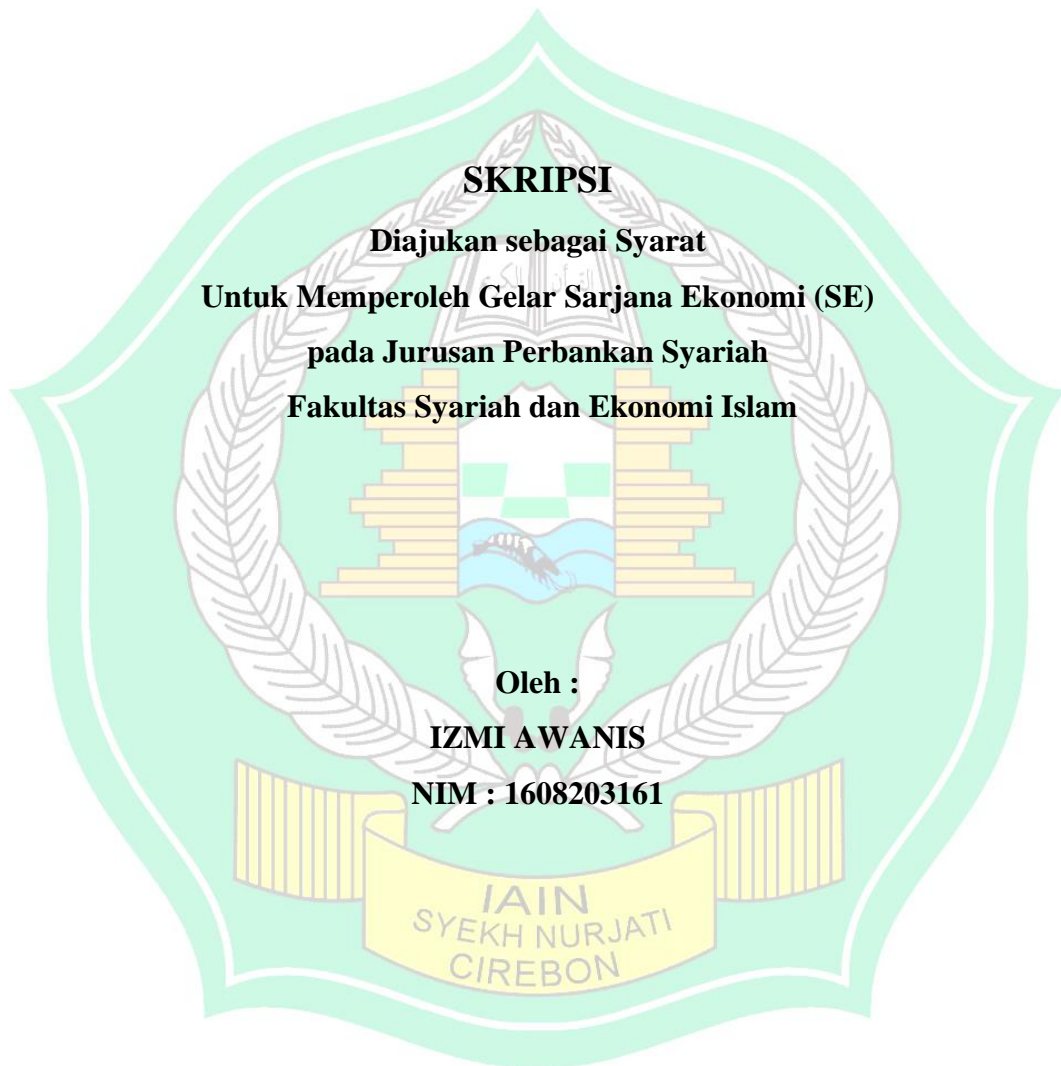 SKRIPSI
Diajukan sebagai Syarat
Untuk Memperoleh Gelar Sarjana Ekonomi (SE)
pada Jurusan Perbankan Syariah
Fakultas Syariah dan Ekonomi Islam
Oleh :
IZMI AWANIS
NIM : 1608203161
IAIN
SYEKH NURJATI
CIREBON